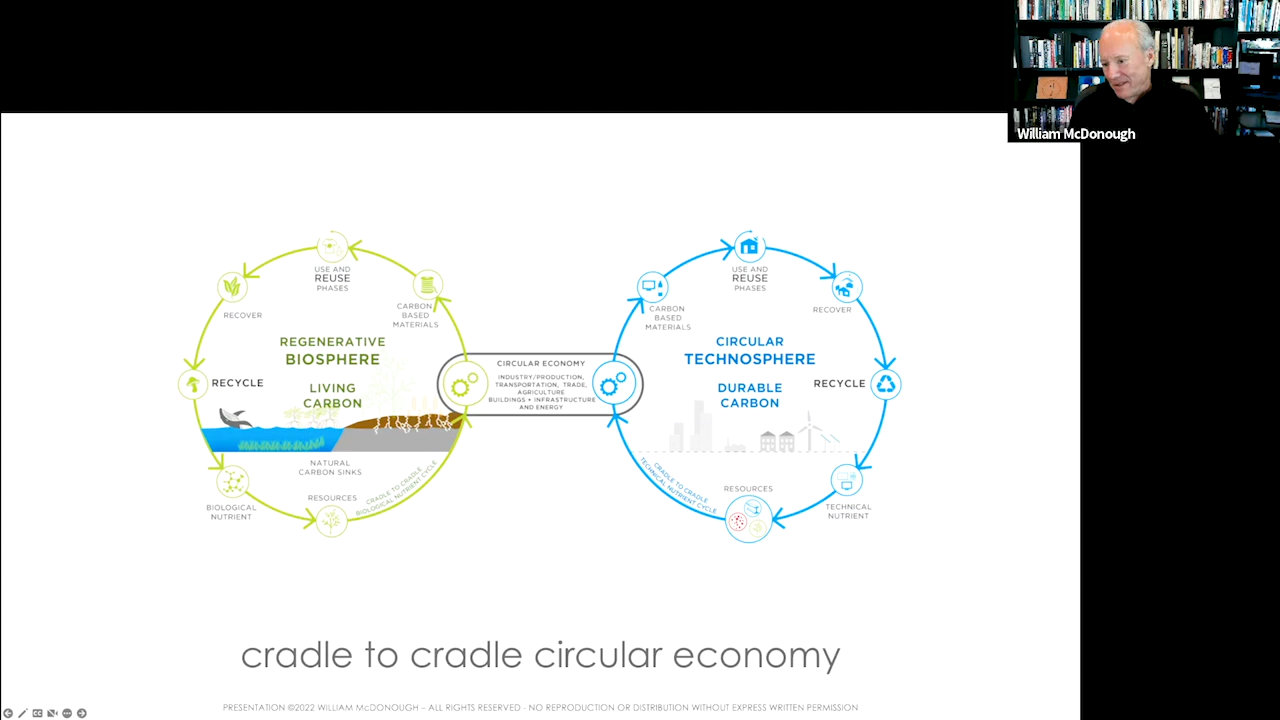 William McDonough
USE AND
REUSE
PHASES
RECOVER
CARBON
BASED
MATERIALS
REGENERATIVE
BIOSPHERE
RECYCLE
LIVING
CARBON
NATURAL
CARBON SINKS
BIOLOGICAL
NUTRIENT
RESOURCES
CRADLE TO CRADLE
BIOLOGICAL NUTRIENT CYCLE
CIRCULAR ECONOMY
INDUSTRY/PRODUCTION,
TRANSPORTATION, TRADE,
AGRICULTURE
BUILDINGS + INFRASTRUCTURE
AND ENERGY
USE AND
REUSE
PHASES
CARBON
BASED
MATERIALS
RECOVER
CIRCULAR
TECHNOSPHERE
DURABLE
CARBON
RECYCLE
CRADLE TO CRADLE
TECHNICAL NUTRIENT CYCLE
RESOURCES
TECHNICAL
NUTRIENT
cradle to cradle circular economy
PRESENTATION ©2022 WILLIAM McDONOUGH – ALL RIGHTS RESERVED - NO REPRODUCTION OR DISTRIBUTION WITHOUT EXPRESS WRITTEN PERMISSION